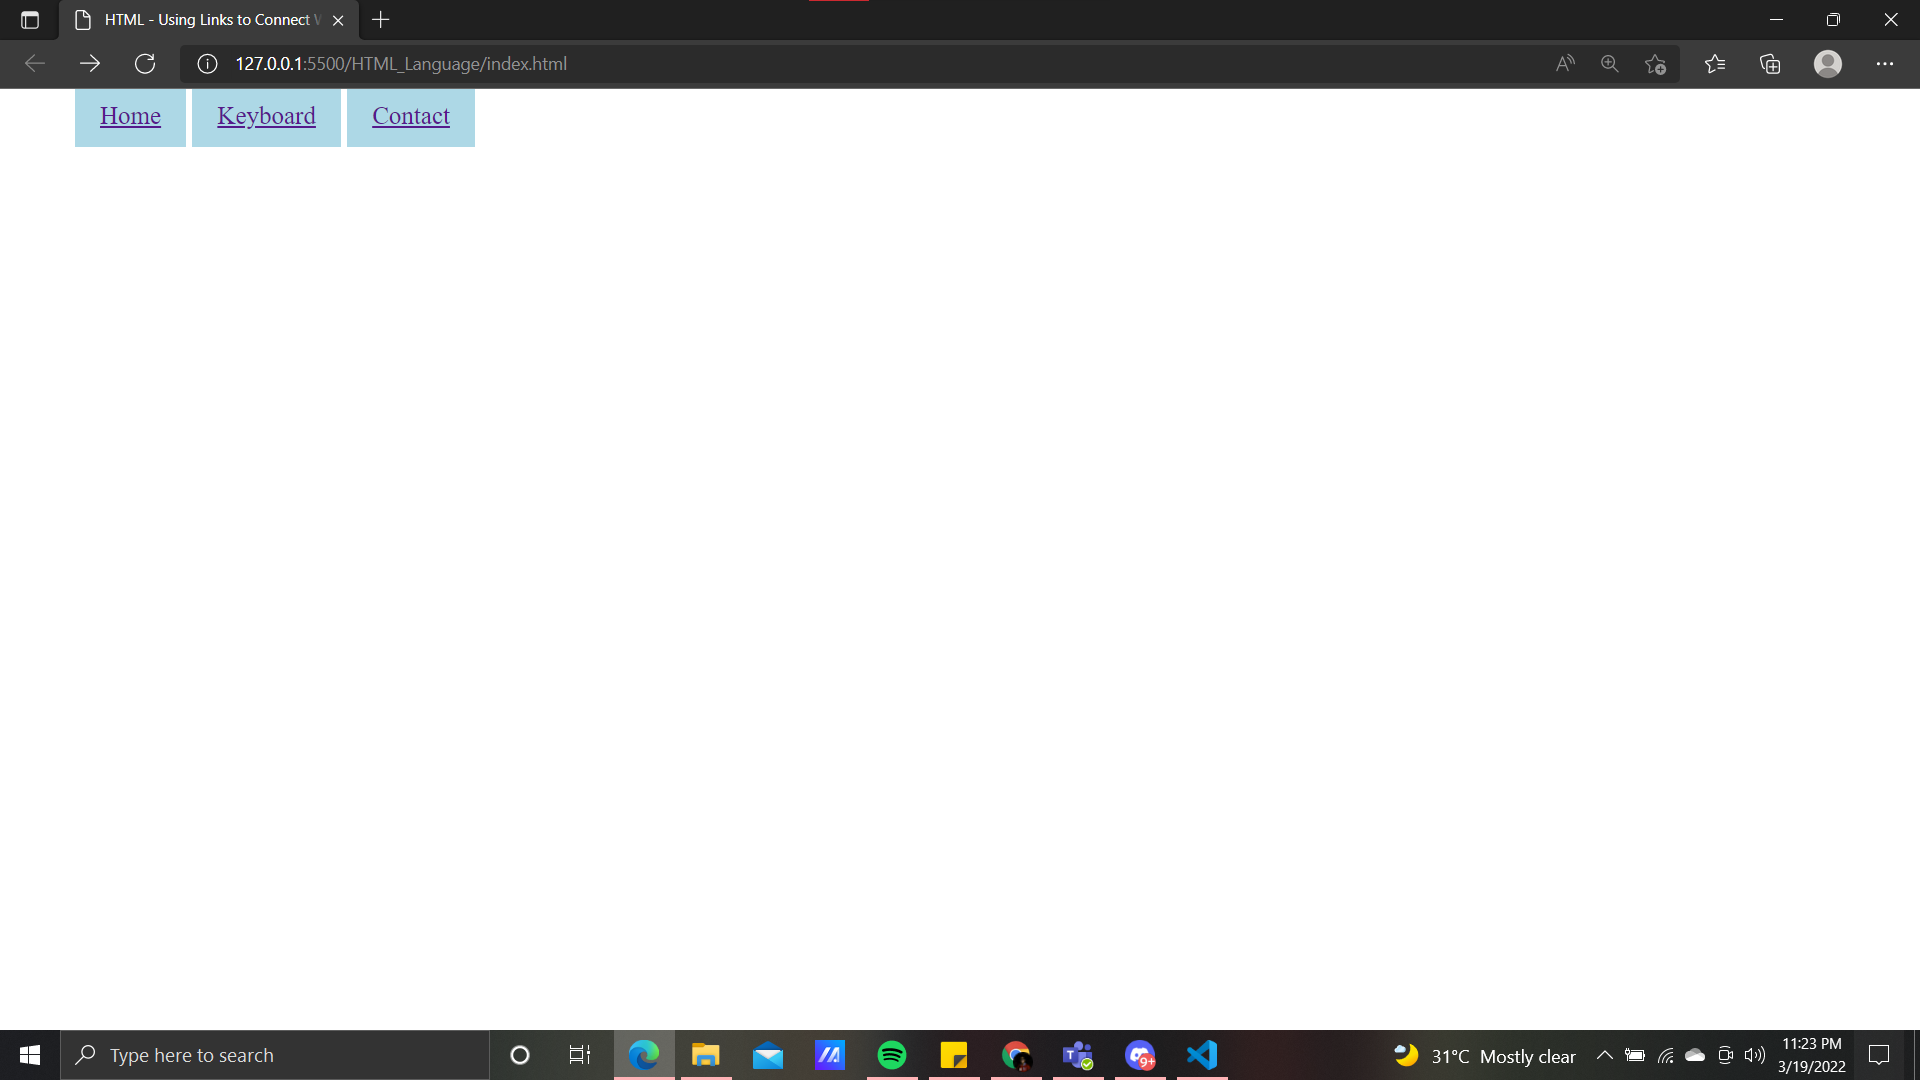 HTML - Using Links to Connect
127.0.0.1:5500/HTML_Language/index.html
Home Keyboard Contact
Type here to search
9+
31°C Mostly clear
11:23 PM
3/19/2022